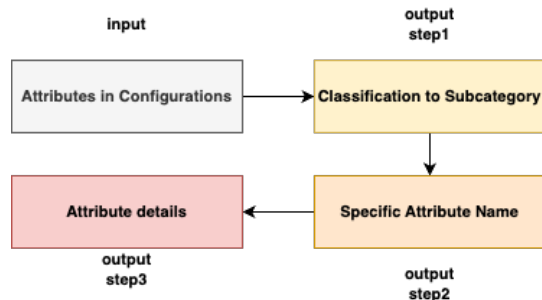 input
output
step1
Attributes in Configurations
Classification to Subcategory
Attribute details
Specific Attribute Name
output
step3
output
step2